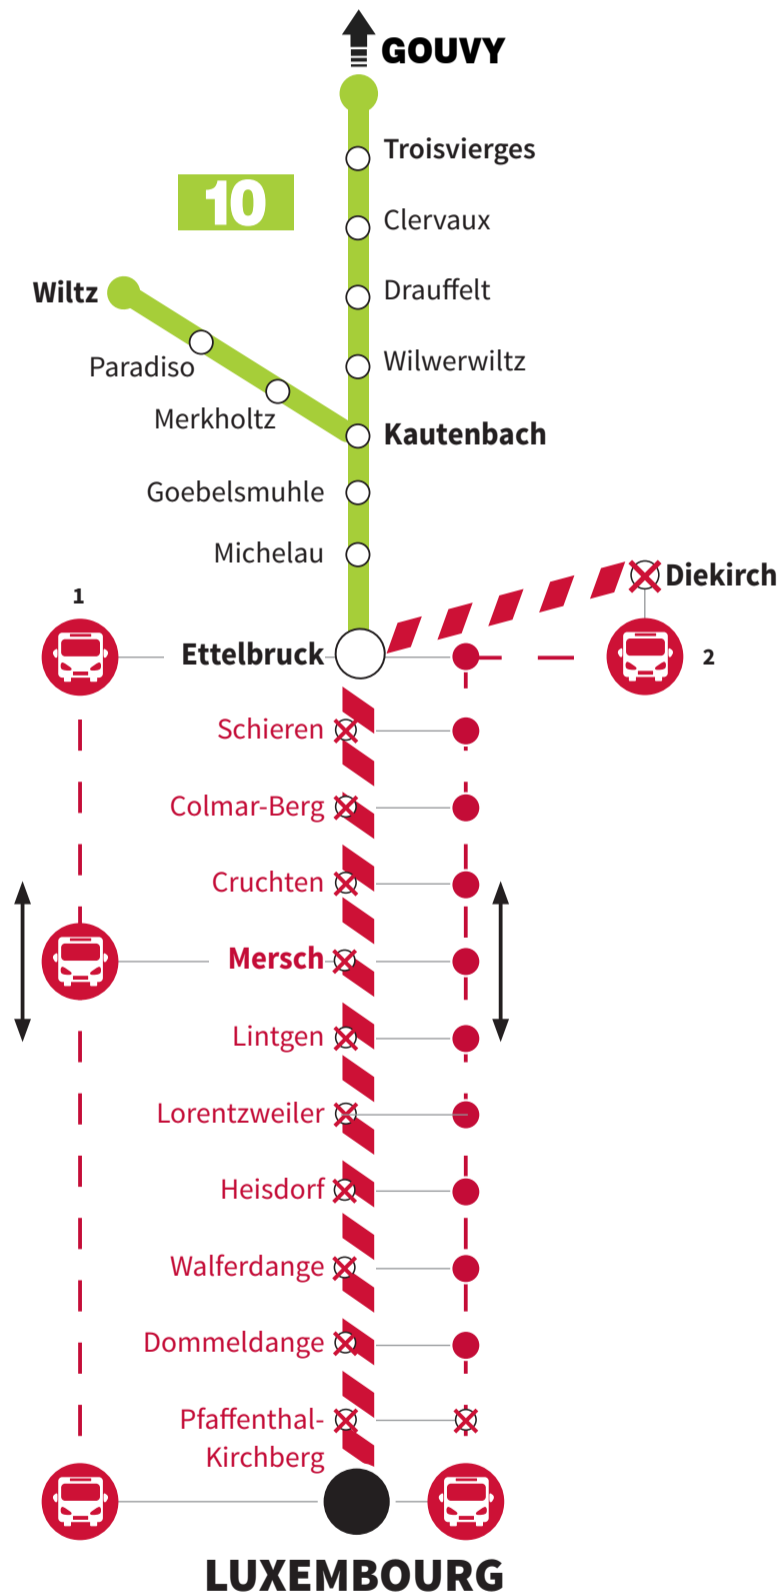 GOUVY
Troisvierges
10
Clervaux
Drauffelt
Wiltz
Paradiso
Wilwerwiltz
Merkholtz
Kautenbach
Goebelsmuhle
Michelau
Diekirch
1
Ettelbruck
2
Schieren
Colmar-Berg
Cruchten
Mersch
Lintgen
Lorentzweiler
Heisdorf
Walferdange
Dommeldange
Pfaffenthal-
Kirchberg
LUXEMBOURG